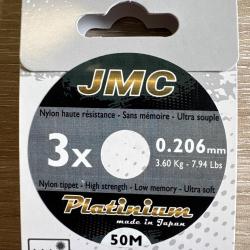 JMC
Nylon haute résistance - Sans mémoire - Ultra souple
3x
0.206mm
3.60 Kg - 7.94 Lbs
Nylon tippet - High strength - Low memory - Ultra soft
Platinium
made in Japan
50M